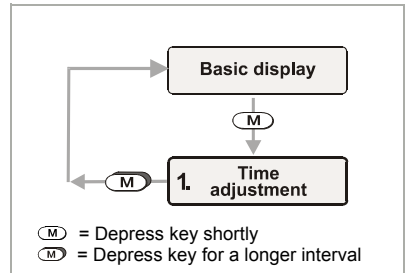 Basic display
M
M
1. Time
adjustment
M = Depress key shortly
M = Depress key for a longer interval